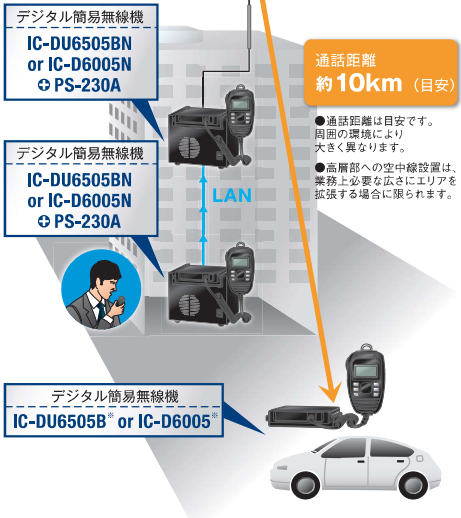 デジタル簡易無線機
IC-DU6505BN
or IC-D6005N
✚ PS-230A
通話距離
約10km（目安）
●通話距離は目安です。
周囲の環境により
大きく異なります。
●高層部への空中線設置は、
業務上必要な広さにエリアを
拡張する場合に限られます。
デジタル簡易無線機
IC-DU6505BN
or IC-D6005N
✚ PS-230A
LAN
デジタル簡易無線機
IC-DU6505B※ or IC-D6005※